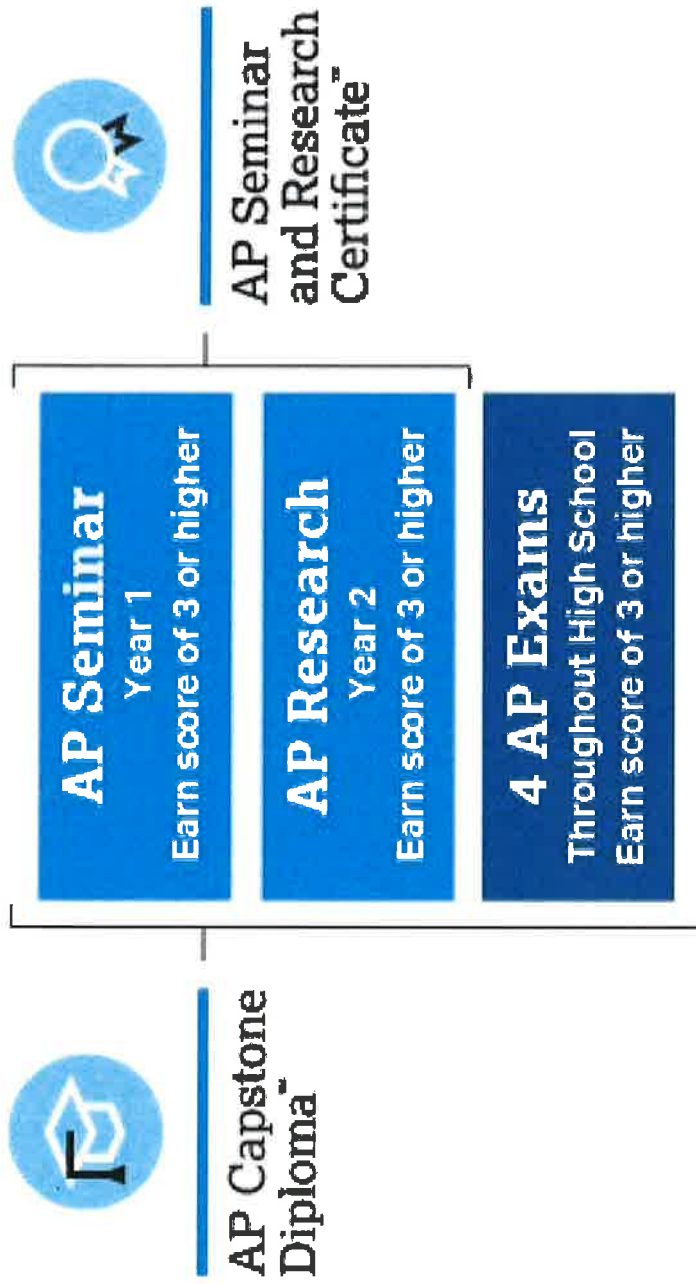 AP Capstone
Diploma™
AP Seminar
Year 1
Earn score of 3 or higher
AP Research
Year 2
Earn score of 3 or higher
4 AP Exams
Throughout High School
Earn score of 3 or higher
AP Seminar
and Research
Certificate™